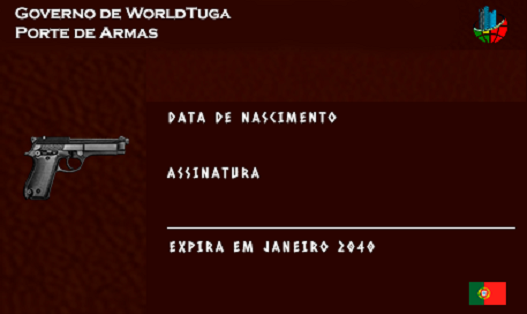 Governo de WorldTuga
Porte de Armas
DATA DE NASCIMENTO
ASSINATURA
EXPIRA EM JANEIRO 2040